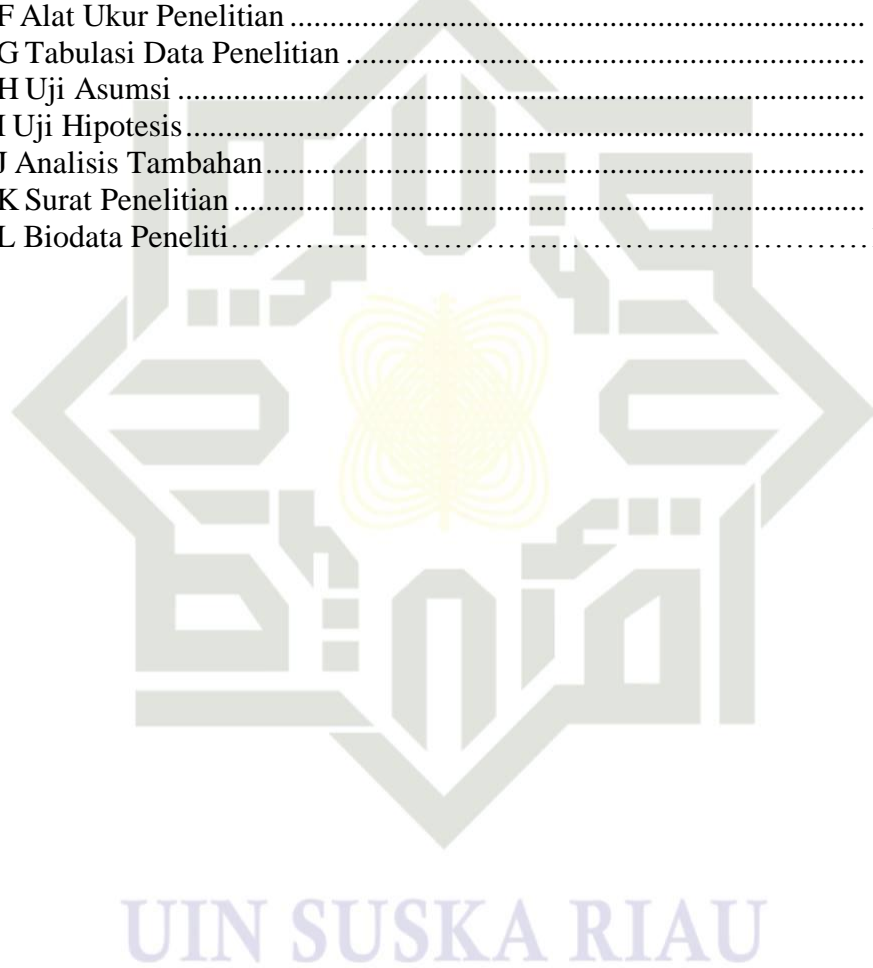 F Alat Ukur Penelitian ........................................................................................
G Tabulasi Data Penelitian ................................................................................
H Uji Asumsi .........................................................................................................
I Uji Hipotesis........................................................................................................
J Analisis Tambahan............................................................................................
K Surat Penelitian .................................................................................................
L Biodata Peneliti……………………………………………………………
UIN SUSKA RIAU